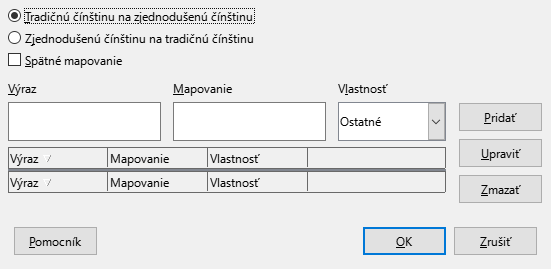 Tradičnú čínštinu na zjednodušenú čínštinu
Zjednodušenú čínštinu na tradičnú čínštinu
Spätné mapovanie
Výraz Mapovanie Vlastnosť
Ostatné
Pridať
Výraz Mapovanie Vlastnosť
Upraviť
Výraz Mapovanie Vlastnosť
Zmazať
Pomocník OK Zrušiť